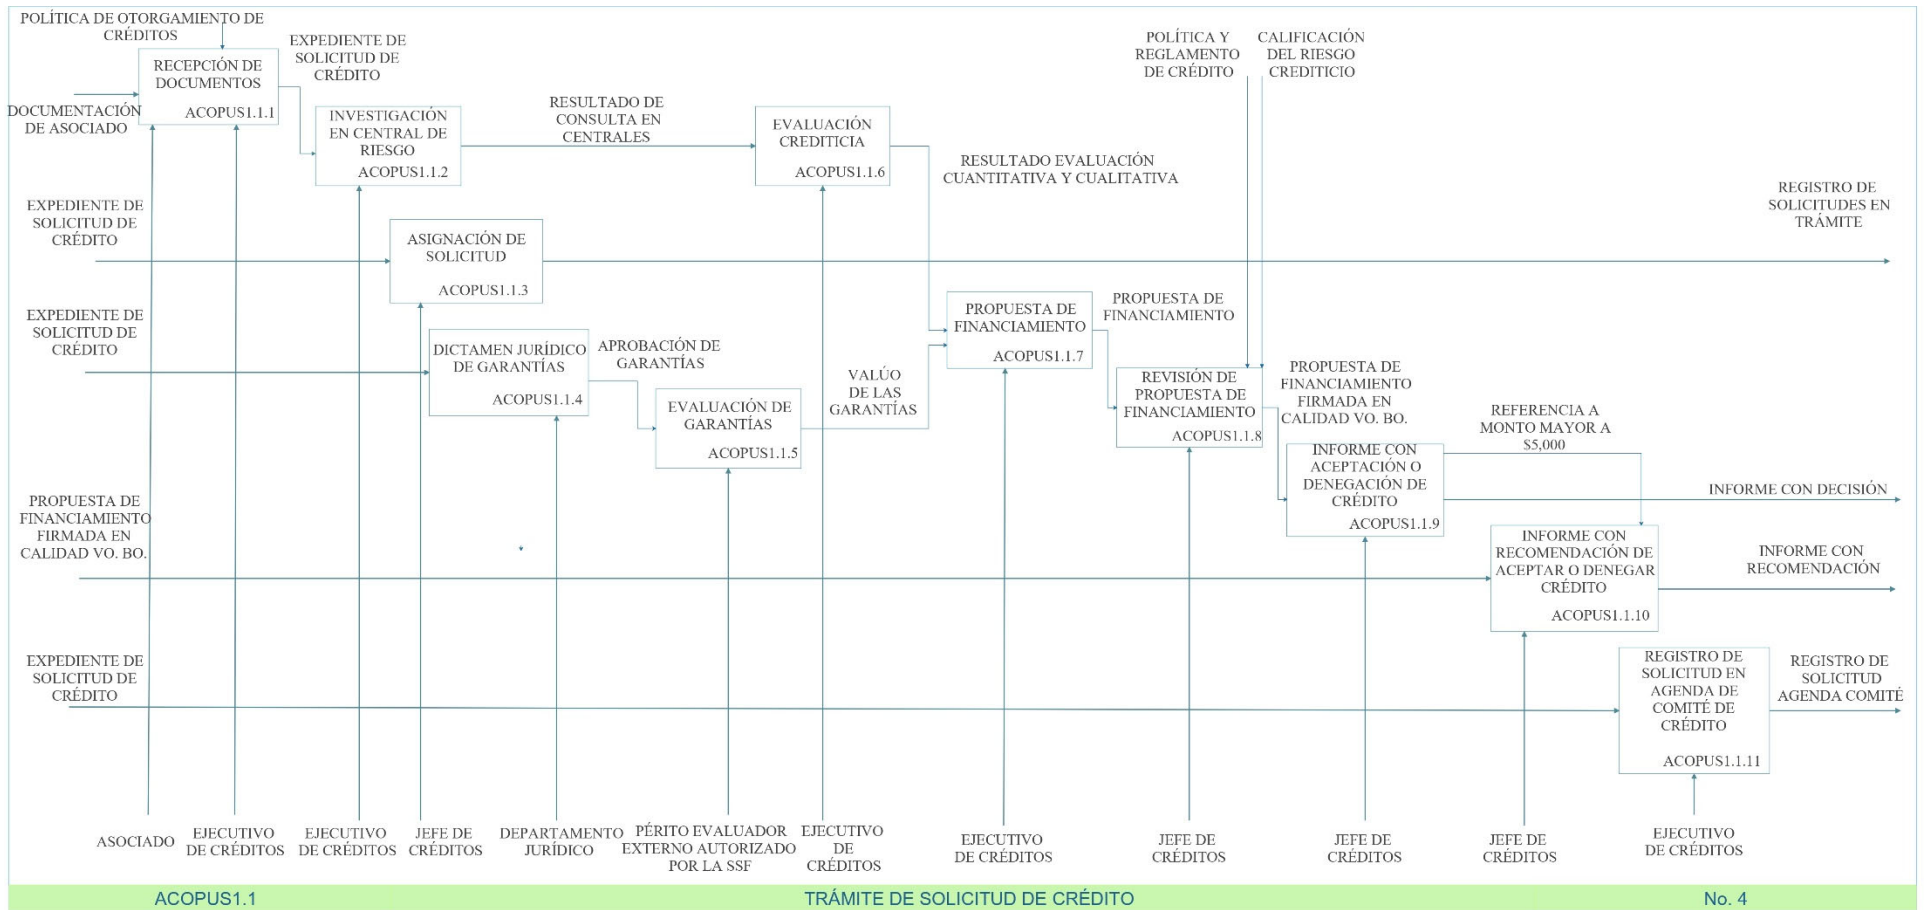 POLÍTICA DE OTORGAMIENTO DE
CRÉDITOS
RECEPCIÓN DE
DOCUMENTOS
ACOPUS1.1.1
DOCUMENTACIÓN
DE ASOCIADO
EXPEDIENTE DE
SOLICITUD DE
CRÉDITO
INVESTIGACIÓN
EN CENTRAL DE
RIESGO
ACOPUS1.1.2
RESULTADO DE
CONSULTA EN
CENTRALES
EVALUACIÓN
CREDITICIA
ACOPUS1.1.6
RESULTADO EVALUACIÓN
CUANTITATIVA Y CUALITATIVA
POLÍTICA Y
REGLAMENTO
DE CRÉDITO
CALIFICACIÓN
DEL RIESGO
CREDITICIO
EXPEDIENTE DE
SOLICITUD DE
CRÉDITO
ASIGNACIÓN DE
SOLICITUD
ACOPUS1.1.3
REGISTRO DE
SOLICITUDES EN
TRÁMITE
EXPEDIENTE DE
SOLICITUD DE
CRÉDITO
DICTAMEN JURÍDICO
DE GARANTÍAS
ACOPUS1.1.4
APROBACIÓN DE
GARANTÍAS
EVALUACIÓN DE
GARANTÍAS
ACOPUS1.1.5
VALÚO
DE LAS
GARANTÍAS
PROPUESTA DE
FINANCIAMIENTO
ACOPUS1.1.7
PROPUESTA DE
FINANCIAMIENTO
REVISIÓN DE
PROPUESTA DE
FINANCIAMIENTO
ACOPUS1.1.8
PROPUESTA DE
FINANCIAMIENTO
FIRMADA EN
CALIDAD VO. BO.
INFORME CON
ACEPTACIÓN O
DENEGACIÓN DE
CRÉDITO
ACOPUS1.1.9
REFERENCIA A
MONTO MAYOR A
$5,000
INFORME CON DECISIÓN
PROPUESTA DE
FINANCIAMIENTO
FIRMADA EN
CALIDAD VO. BO.
INFORME CON
RECOMENDACIÓN DE
ACEPTAR O DENEGAR
CRÉDITO
ACOPUS1.1.10
INFORME CON
RECOMENDACIÓN
EXPEDIENTE DE
SOLICITUD DE
CRÉDITO
REGISTRO DE
SOLICITUD EN
AGENDA DE
COMITÉ DE
CRÉDITO
ACOPUS1.1.11
REGISTRO DE
SOLICITUD
AGENDA COMITÉ
ASOCIADO
EJECUTIVO
DE CRÉDITOS
EJECUTIVO
DE CRÉDITOS
JEFE DE
CRÉDITOS
DEPARTAMENTO
JURÍDICO
PÉRITO EVALUADOR
EXTERNO AUTORIZADO
POR LA SSF
EJECUTIVO
DE
CRÉDITOS
EJECUTIVO
DE CRÉDITOS
JEFE DE
CRÉDITOS
JEFE DE
CRÉDITOS
JEFE DE
CRÉDITOS
EJECUTIVO
DE CRÉDITOS
ACOPUS1.1
TRÁMITE DE SOLICITUD DE CRÉDITO
No. 4